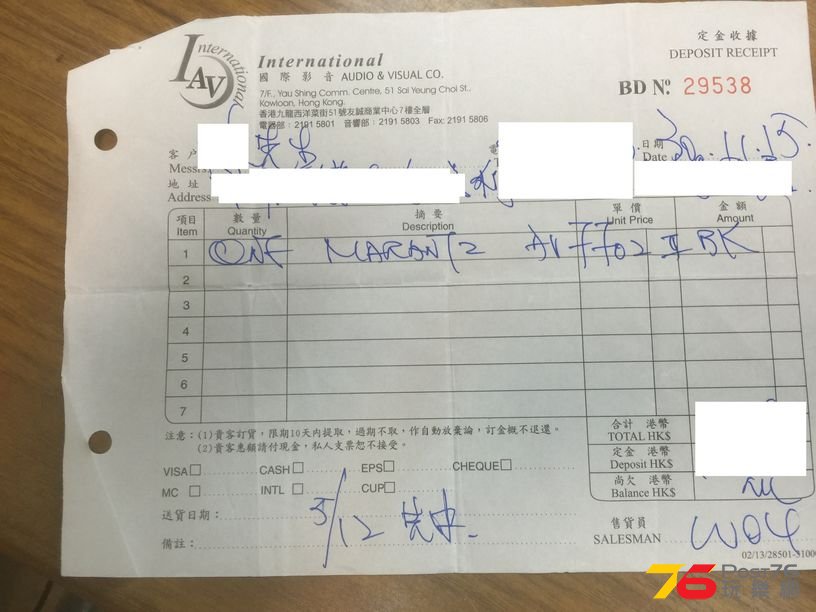 International
IAV
International
國際影音 AUDIO & VISUAL CO.
7/F., Yau Shing Comm. Centre, 51 Sai Yeung Choi St.,
Kowloon, Hong Kong.
香港九龍西洋菜街51號友誠商業中心7樓全層
電器部：2191 5801 音響部：2191 5803 Fax: 2191 5806
定金收據
DEPOSIT RECEIPT
BD Nº 29538
客戶 先生
Messrs
日期
Date
地址
Address
項目 數量 摘要 單價 金額
Item Quantity Description Unit Price Amount
1 ONE MARANTZ AV7702 II BK
2
3
4
5
6
7
注意：(1)貴客訂貨，限期10天內提取，過期不取，作自動放棄論，訂金概不退還。
(2)貴客惠顧請付現金，私人支票恕不接受。
合計 港幣
TOTAL HK$
定金 港幣
Deposit HK$
尚欠 港幣
Balance HK$
VISA CASH EPS CHEQUE
MC INTL CUP
送貨日期：
5/12
備註：
售貨員
SALESMAN
02/13/28501-31000
76 Post76
玩樂網